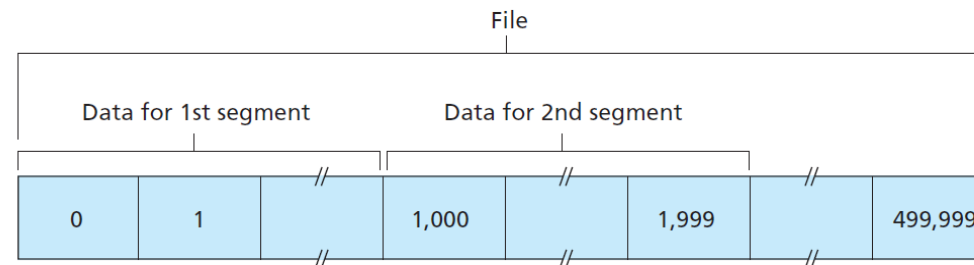 File
Data for 1st segment Data for 2nd segment
0 1 1,000 1,999 499,999